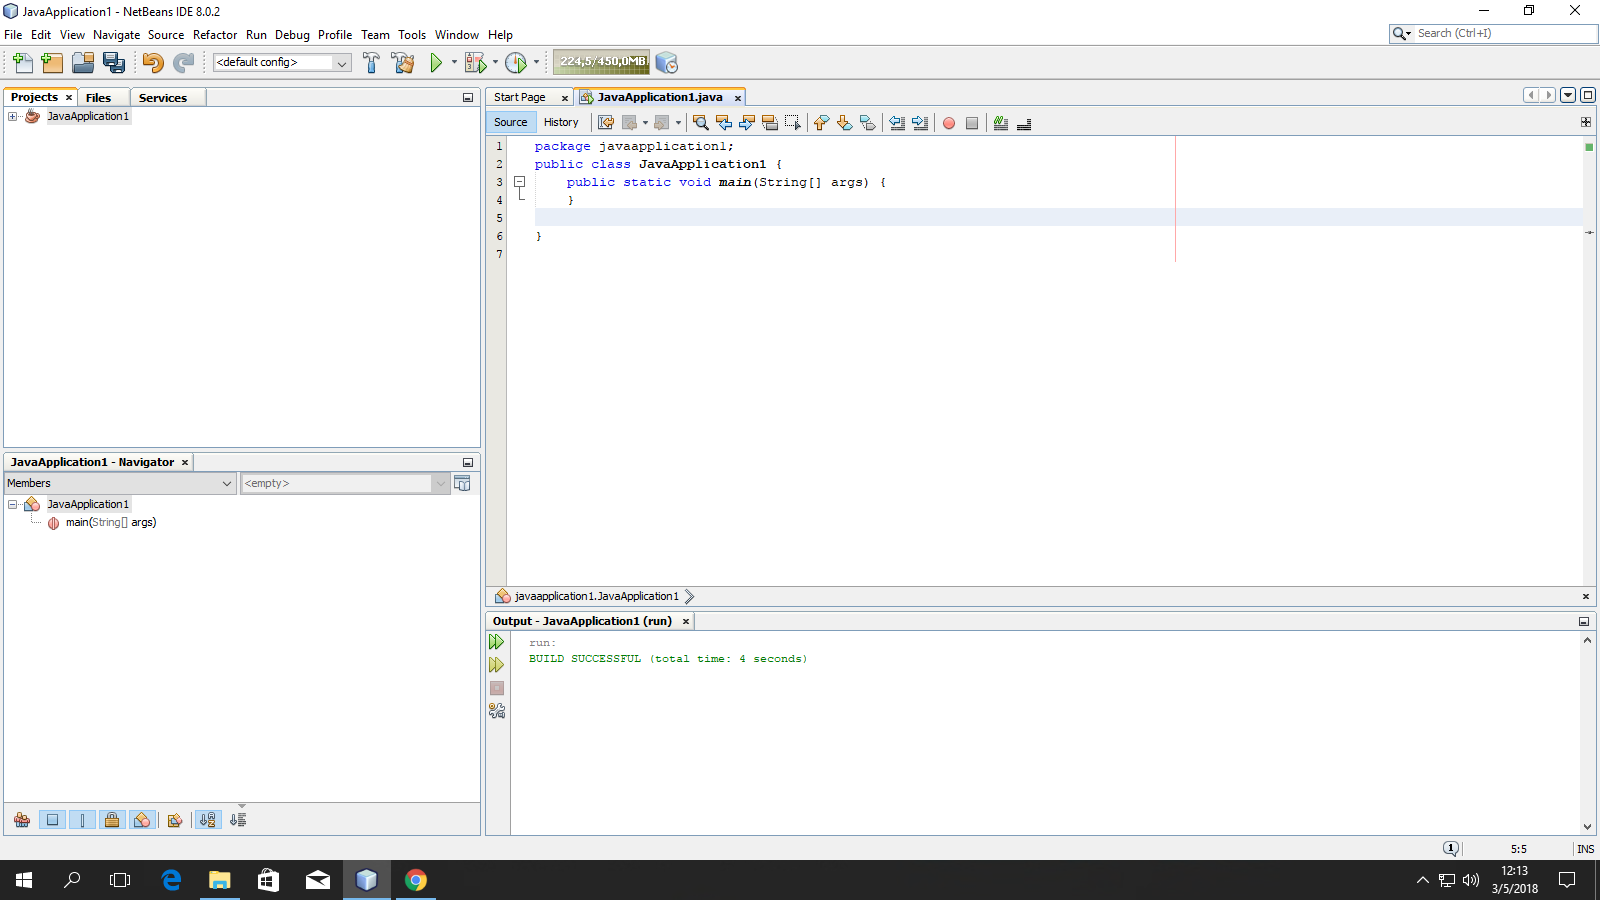 JavaApplication1 - NetBeans IDE 8.0.2
File Edit View Navigate Source Refactor Run Debug Profile Team Tools Window Help
Search (Ctrl+I)
<default config>
224,5/450,0MB
Projects
Files
Services
JavaApplication1
Start Page
JavaApplication1.java
Source
History
1 package javaapplication1;
2 public class JavaApplication1 {
3 public static void main(String[] args) {
4 }
5
6 }
7
JavaApplication1 - Navigator
Members
<empty>
JavaApplication1
main(String[] args)
javaapplication1.JavaApplication1
Output - JavaApplication1 (run)
run:
BUILD SUCCESSFUL (total time: 4 seconds)
1
5:5
INS
12:13
3/5/2018